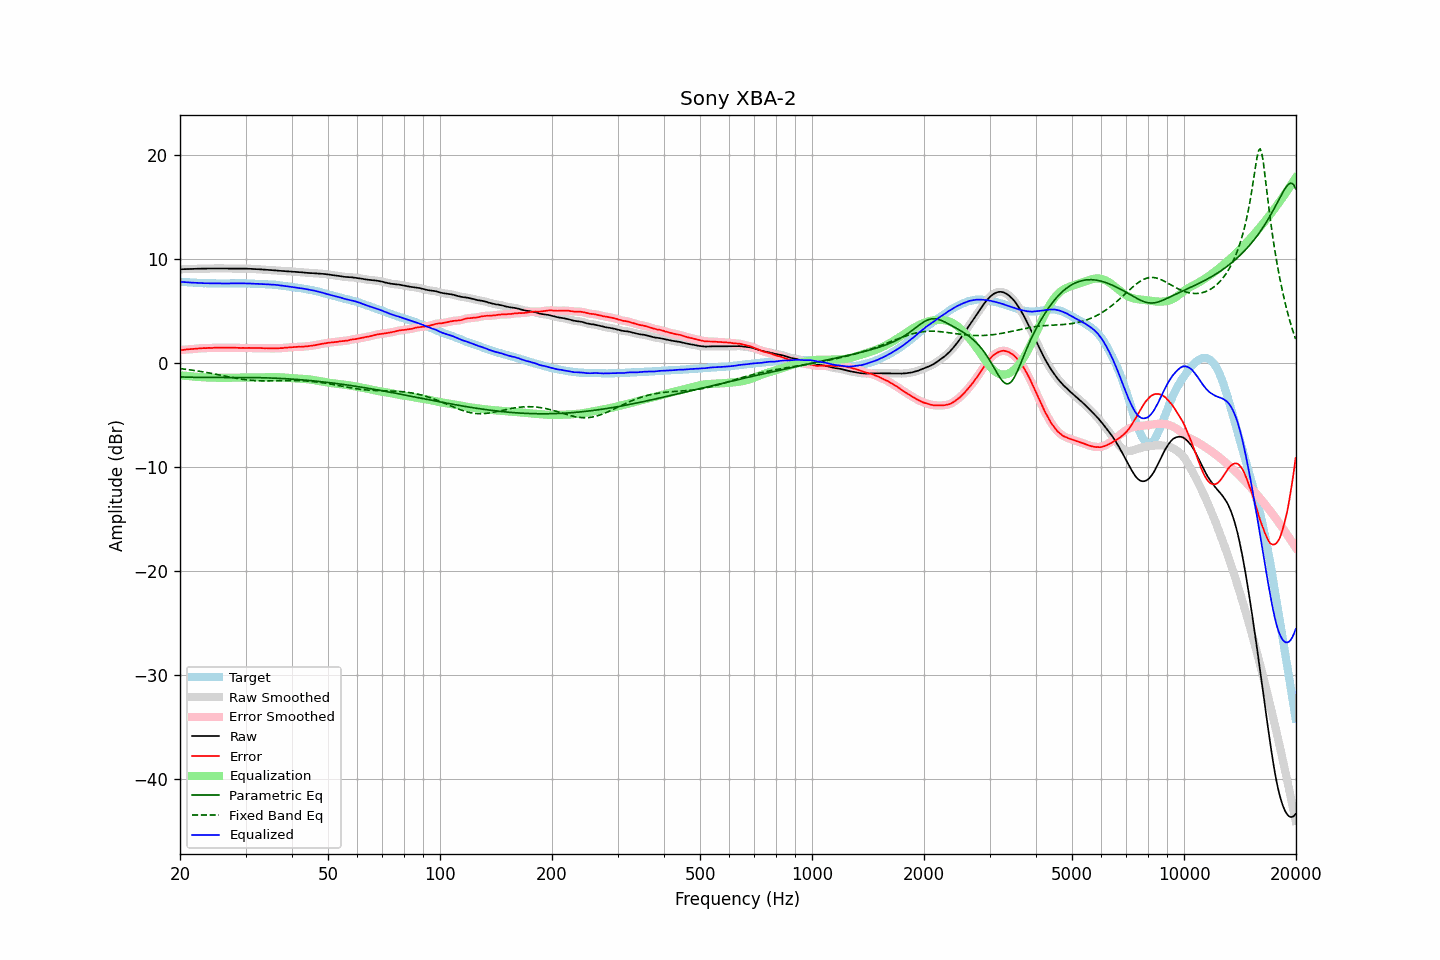 Sony XBA-2
Amplitude (dBr)
20
10
0
−10
−20
−30
−40
Target
Raw Smoothed
Error Smoothed
Raw
Error
Equalization
Parametric Eq
Fixed Band Eq
Equalized
20 50 100 200 500 1000 2000 5000 10000 20000
Frequency (Hz)